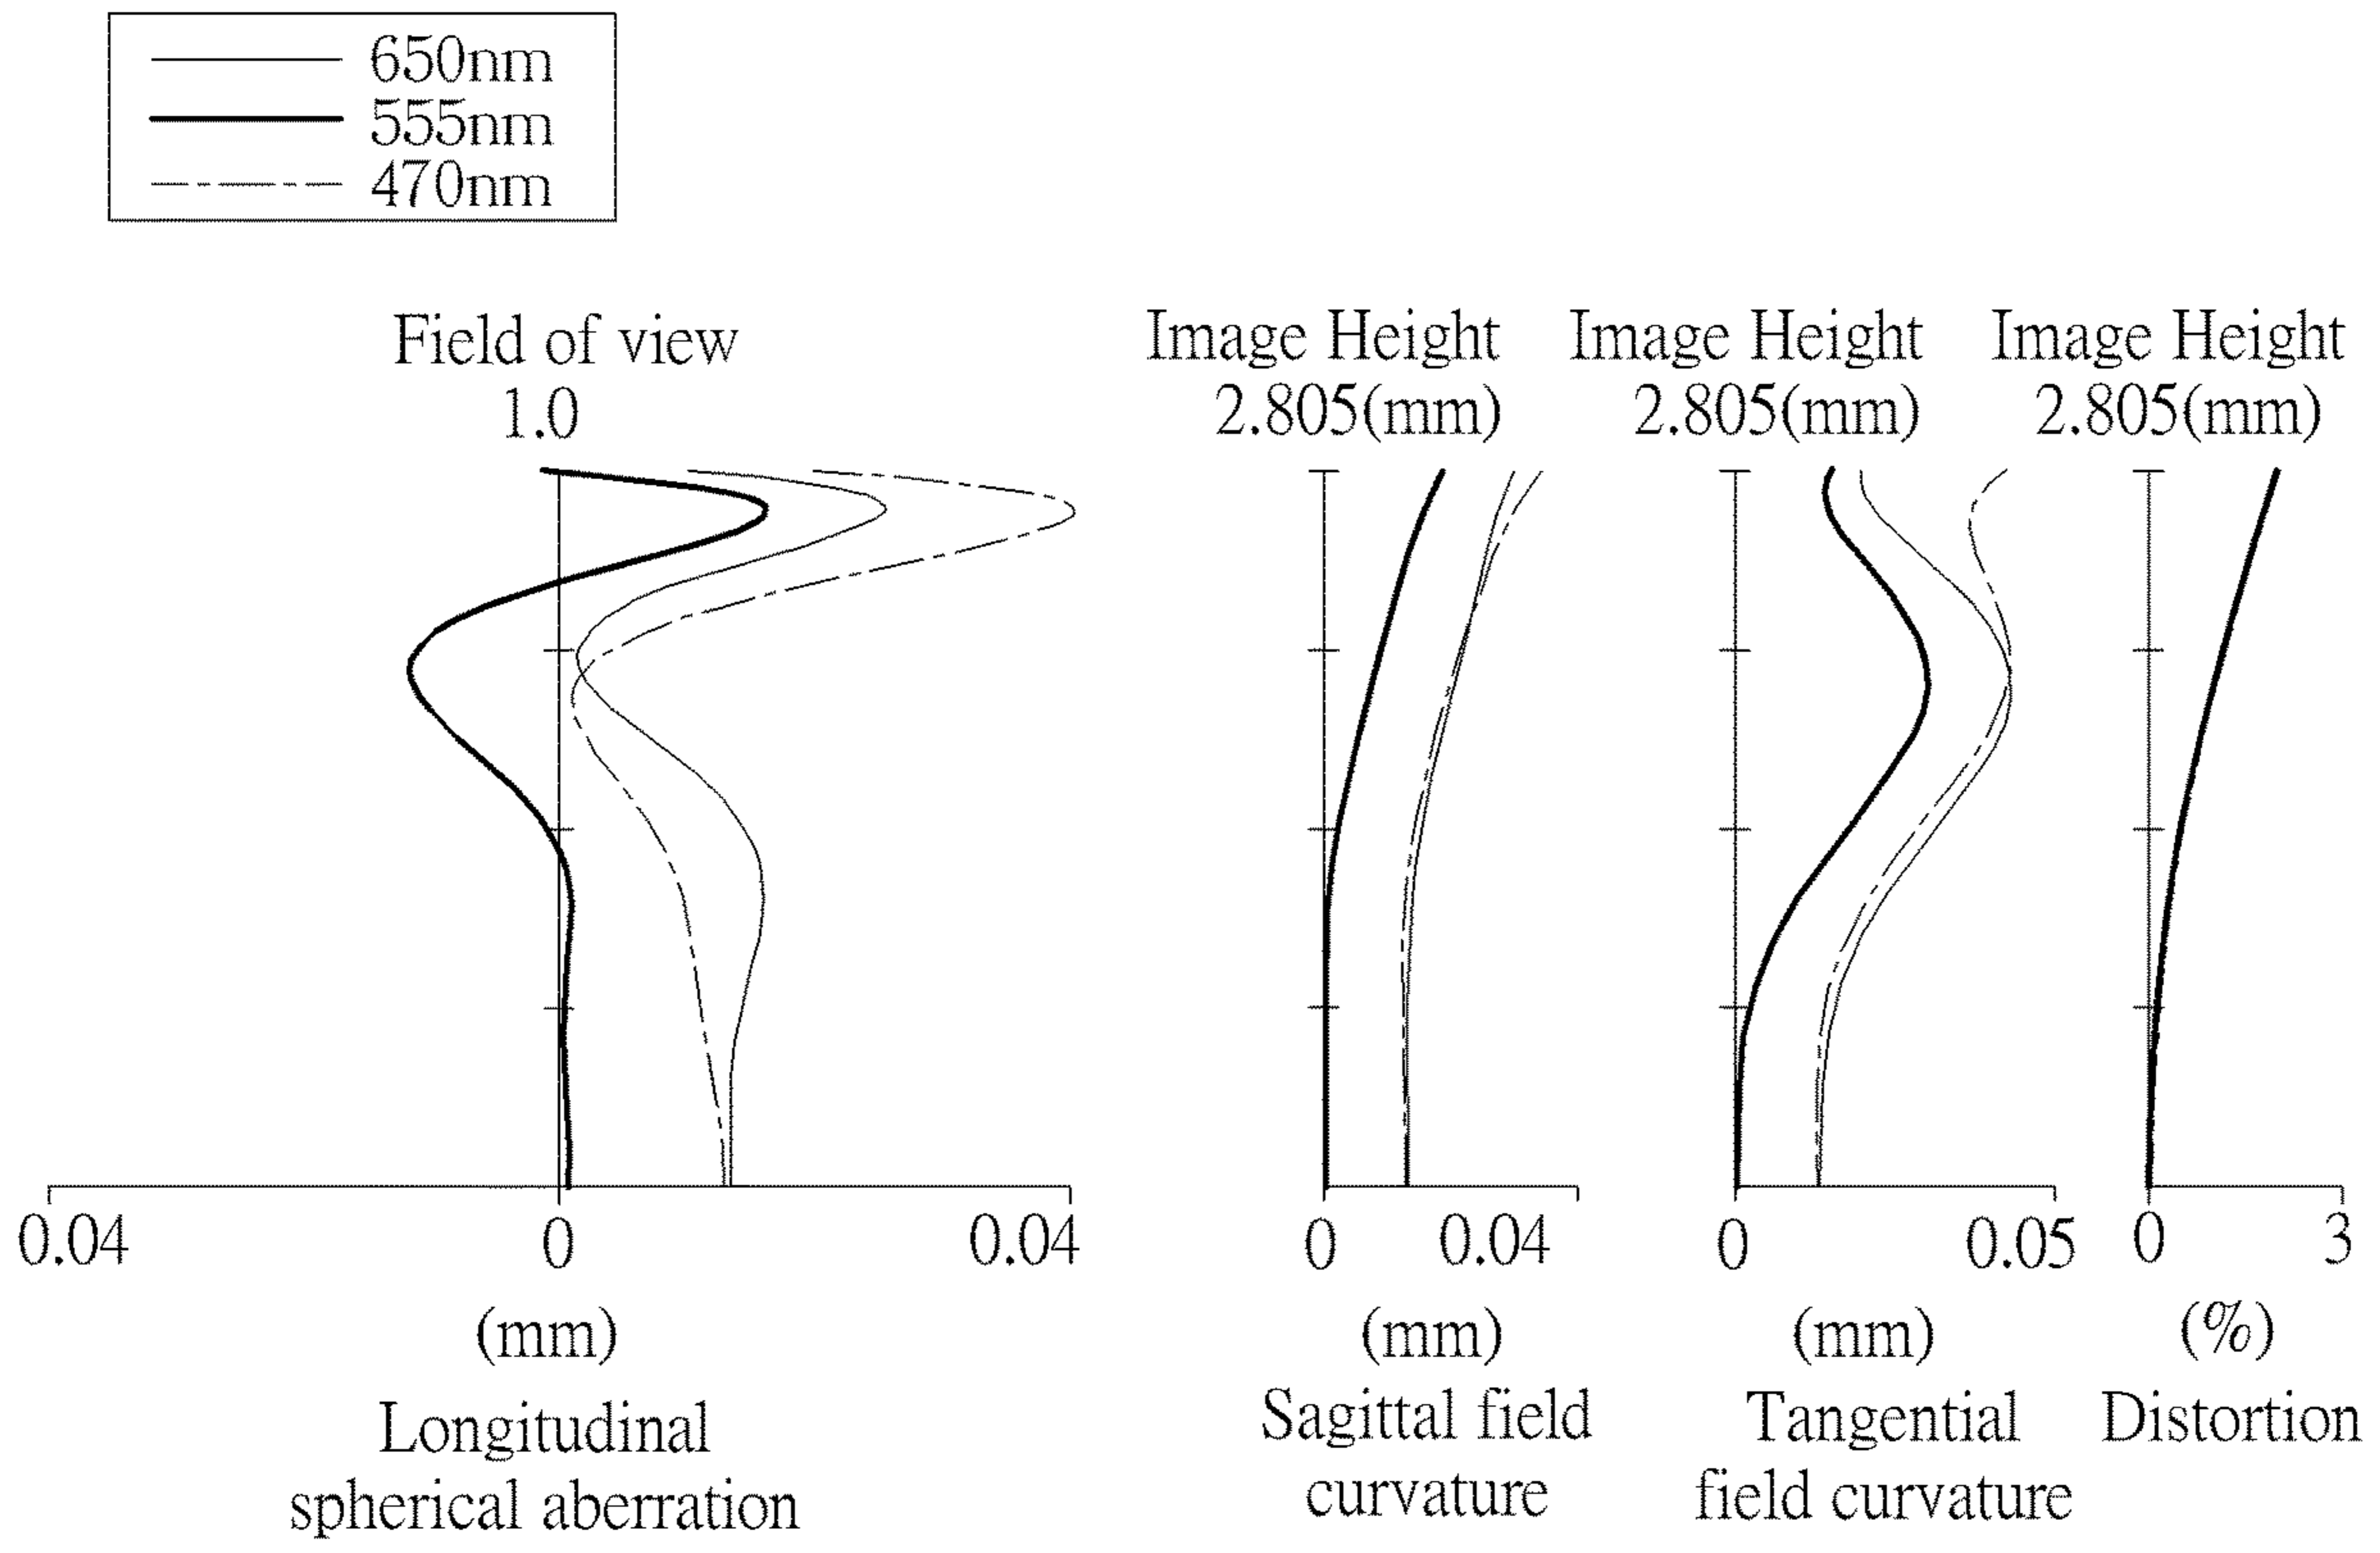 650nm
555nm
470nm
Field of view
1.0
Image Height
2.805(mm)
Image Height
2.805(mm)
Image Height
2.805(mm)
0.04
0
0.04
(mm)
Longitudinal
spherical aberration
0
0.04
(mm)
Sagittal field
curvature
0
0.05
(mm)
Tangential
field curvature
0
3
(%)
Distortion